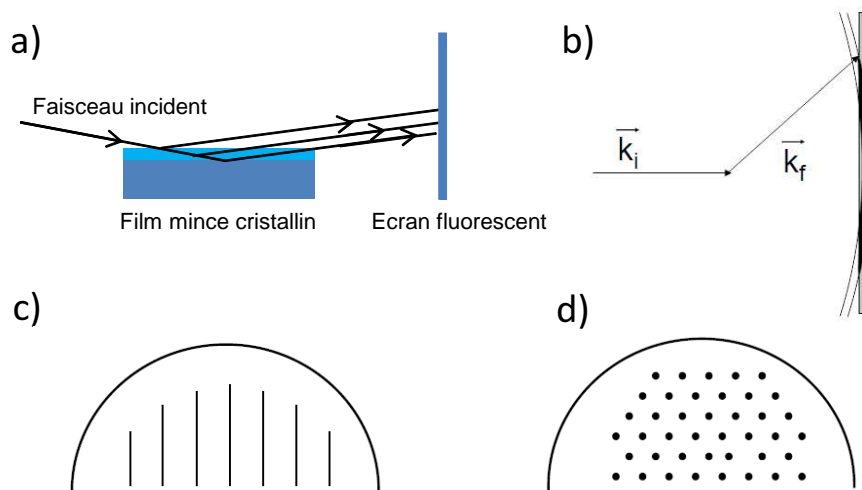 a)
Faisceau incident
Film mince cristallin
Ecran fluorescent
b)
k_i
k_f
c)
d)